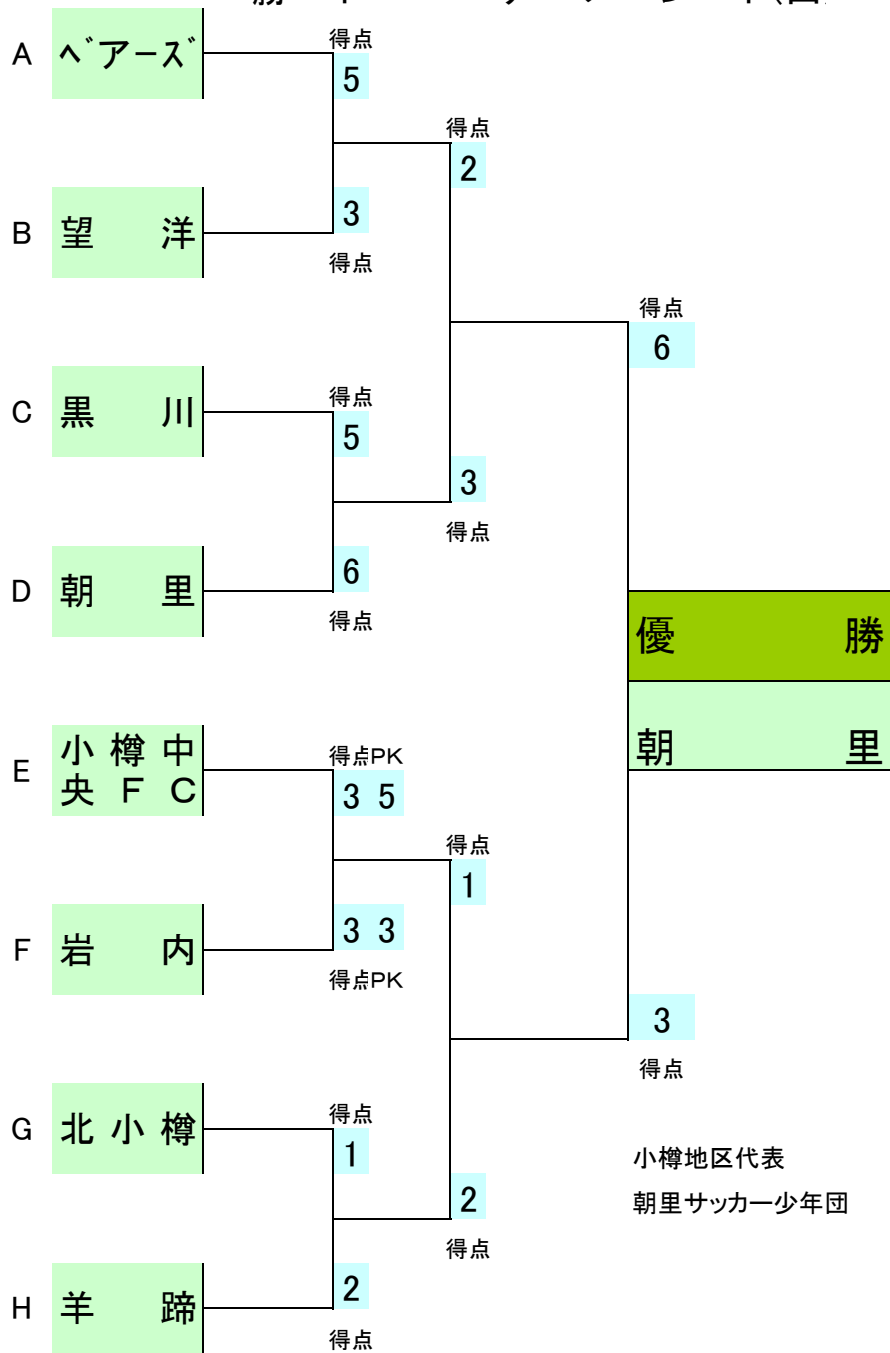 A ベアーズ
得点
5
得点
2
3
B 望 洋
得点
得点
6
C 黒 川
得点
5
3
得点
D 朝 里
6
得点
優 勝
朝 里
E 小 樽 中
央 F C
得点PK
3 5
得点
1
F 岩 内
3 3
得点PK
3
得点
G 北 小 樽
得点
1
2
得点
小樽地区代表
朝里サッカー少年団
H 羊 蹄
2
得点